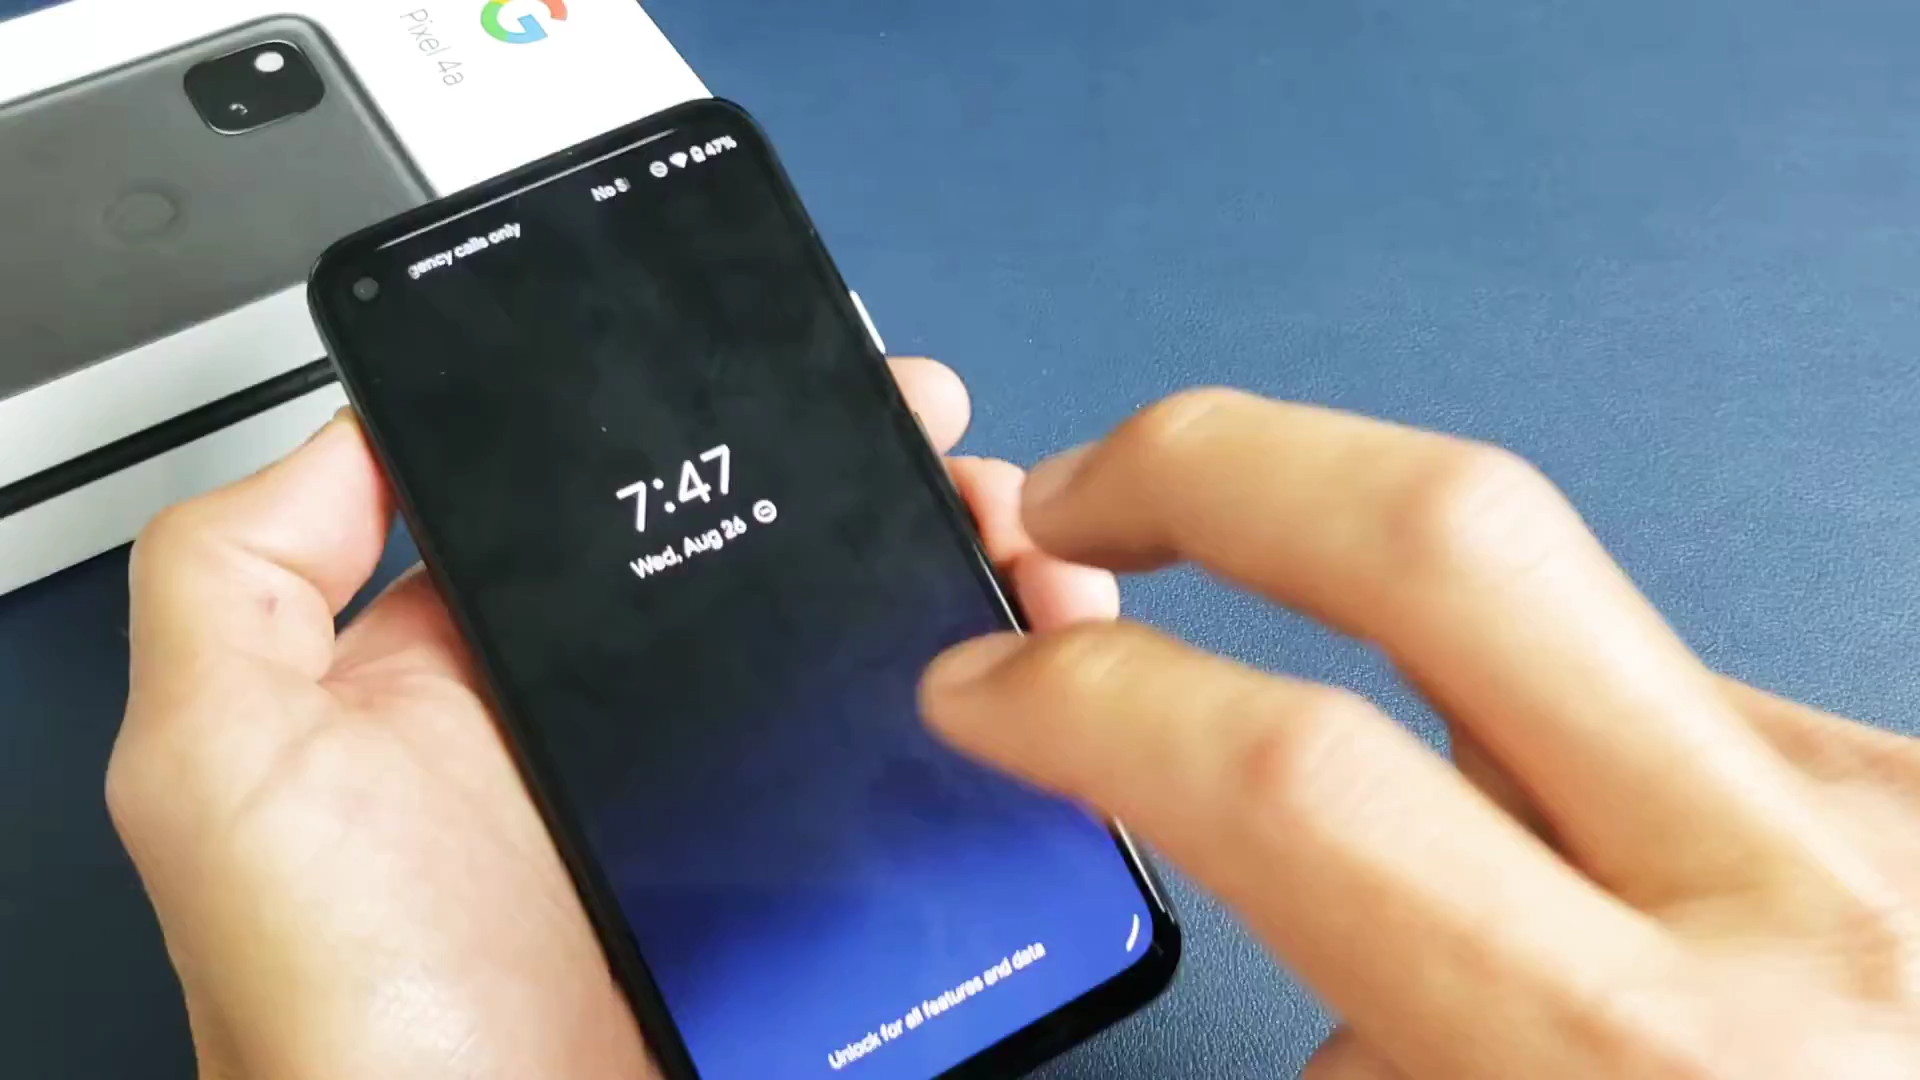 Pixel 4a
G
gency calls only
No S
47%
7:47
Wed, Aug 26
Unlock for all features and data